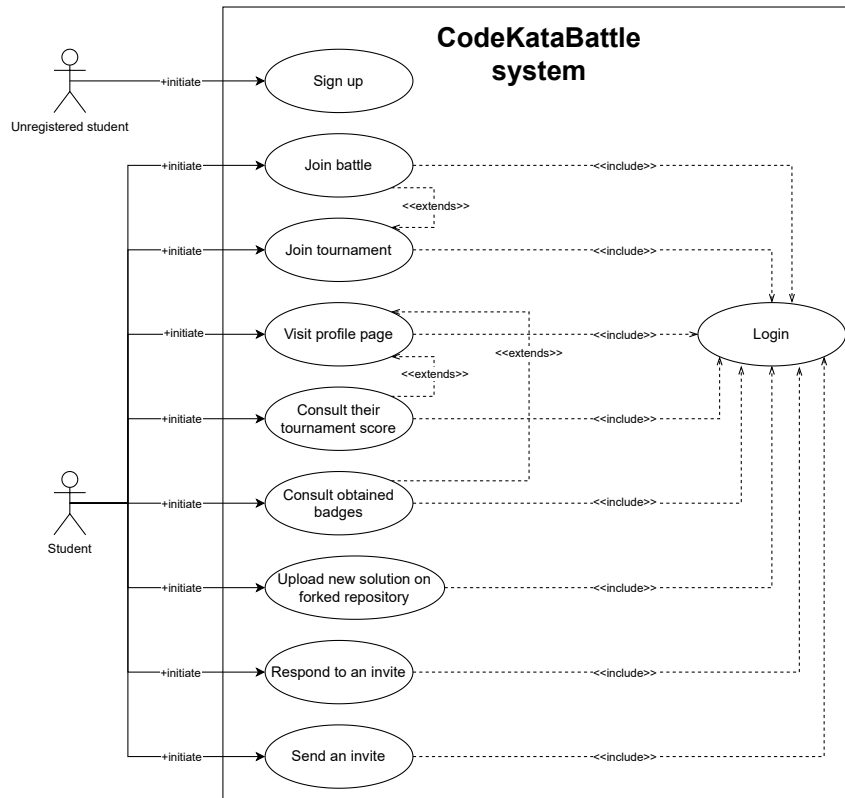 CodeKataBattle
system
+initiate
Sign up
Unregistered student
+initiate
Join battle
<<include>>
<<extends>>
+initiate
Join tournament
<<include>>
+initiate
Visit profile page
<<include>>
Login
<<extends>>
<<extends>>
+initiate
Consult their
tournament score
<<include>>
+initiate
Consult obtained
badges
<<include>>
Student
+initiate
Upload new solution on
forked repository
<<include>>
+initiate
Respond to an invite
<<include>>
+initiate
Send an invite
<<include>>